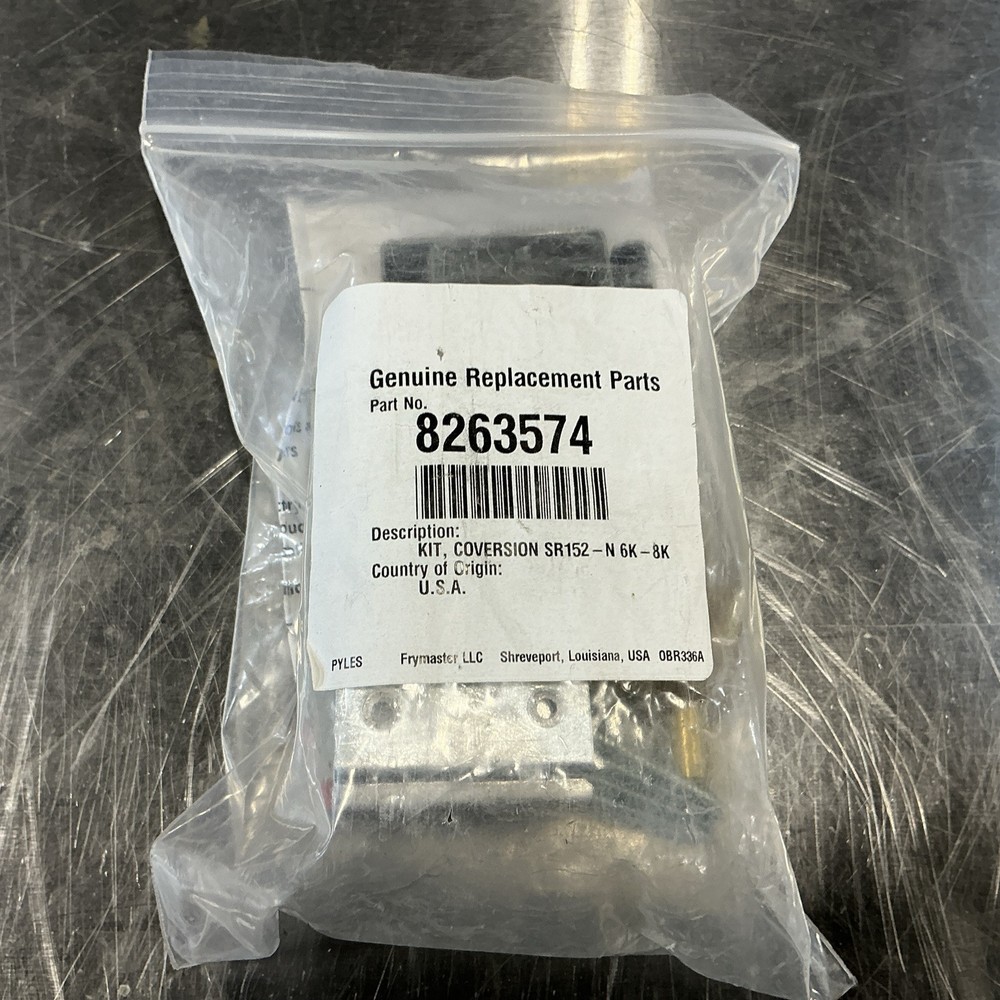 Genuine Replacement Parts
Part No.
8263574
Description:
KIT, COVERSION SR152-N 6K-8K
Country of Origin:
U.S.A.
PYLES Frymaster LLC Shreveport, Louisiana, USA OBR336A